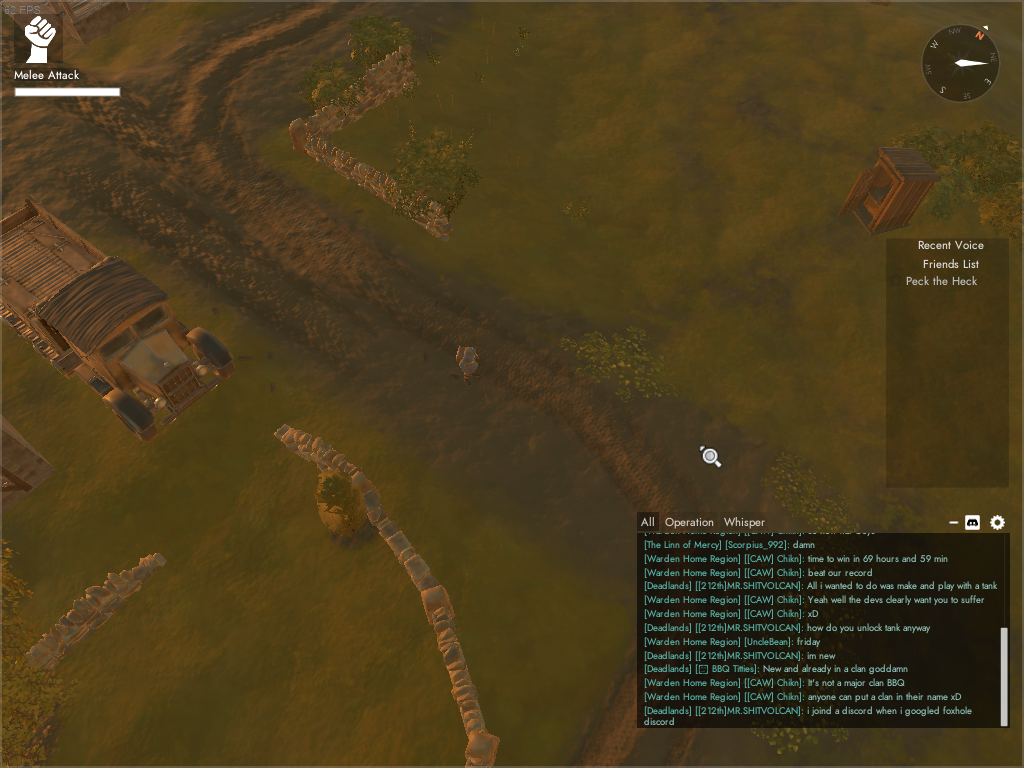 62 FPS
Melee Attack
N
NE
E
SE
S
SW
W
NW
Recent Voice
Friends List
Peck the Heck
All Operation Whisper
[The Linn of Mercy] [Scorpius_992]: damn
[Warden Home Region] [[CAW] Chikn]: time to win in 69 hours and 59 min
[Warden Home Region] [[CAW] Chikn]: beat our record
[Deadlands] [[212th]MR.SHITVOLCAN]: All i wanted to do was make and play with a tank
[Warden Home Region] [[CAW] Chikn]: Yeah well the devs clearly want you to suffer
[Warden Home Region] [[CAW] Chikn]: xD
[Deadlands] [[212th]MR.SHITVOLCAN]: how do you unlock tank anyway
[Warden Home Region] [UncleBean]: friday
[Deadlands] [[212th]MR.SHITVOLCAN]: im new
[Deadlands] [ BBQ Titties]: New and already in a clan goddamn
[Warden Home Region] [[CAW] Chikn]: It's not a major clan BBQ
[Warden Home Region] [[CAW] Chikn]: anyone can put a clan in their name xD
[Deadlands] [[212th]MR.SHITVOLCAN]: i joind a discord when i googled foxhole
discord